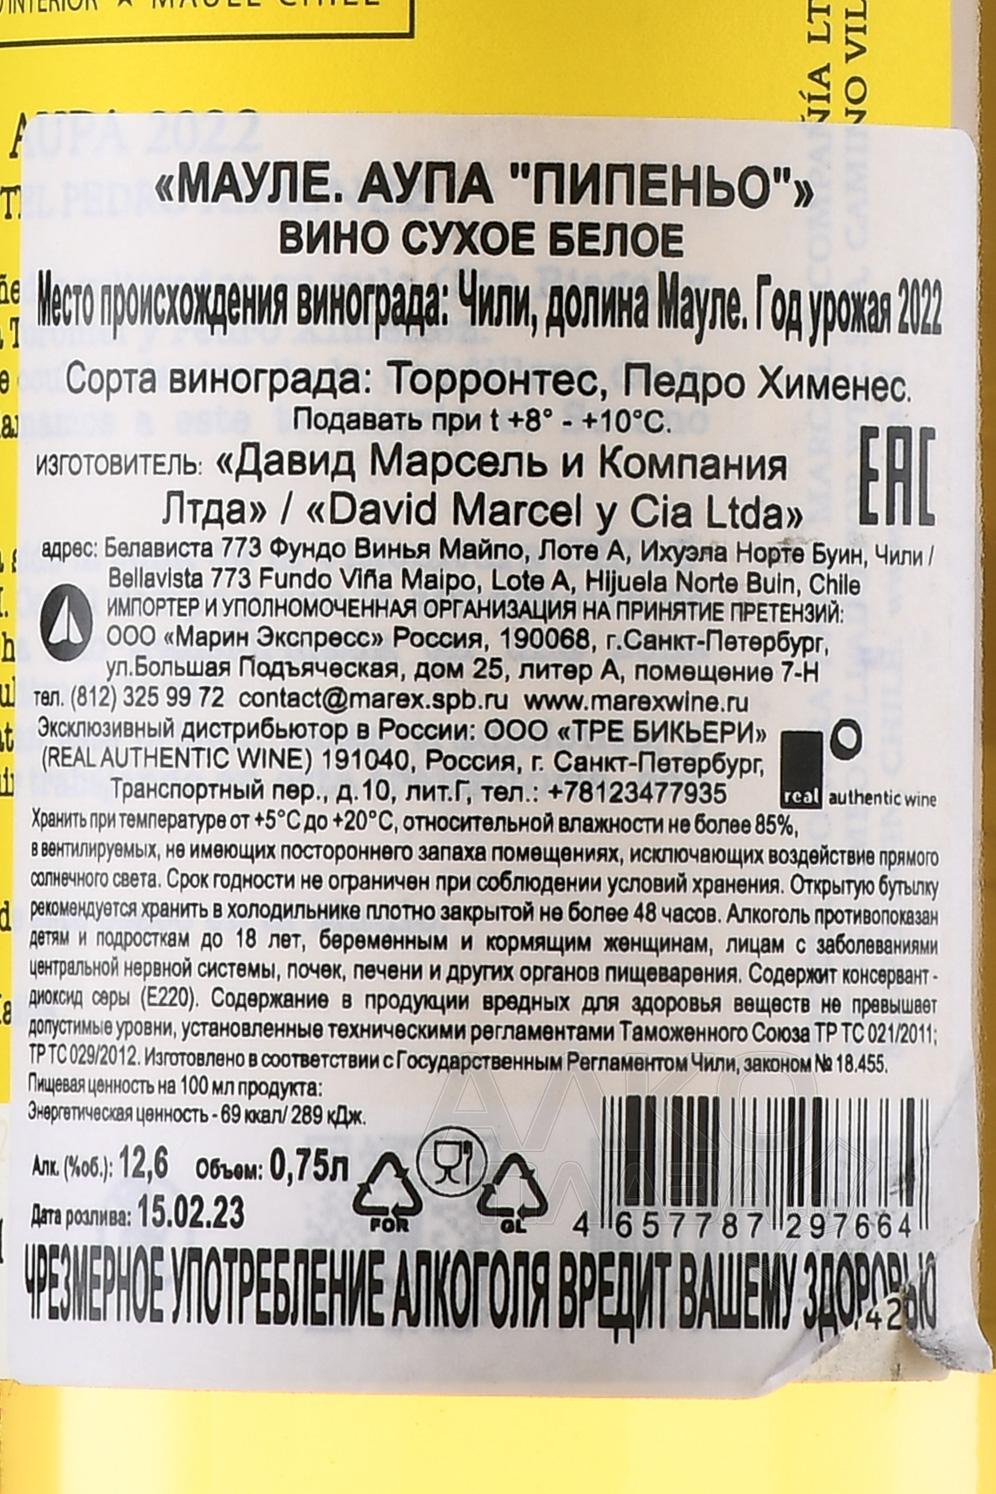 INTERIOR ★ MAULE CHILE
AUPA 2022
«МАУЛЕ. АУПА "ПИПЕНЬО"»
ВИНО СУХОЕ БЕЛОЕ
Место происхождения винограда: Чили, долина Мауле. Год урожая 2022
Сорта винограда: Торронтес, Педро Хименес.
Подавать при t +8° - +10°С.
ИЗГОТОВИТЕЛЬ: «Давид Марсель и Компания
Лтда» / «David Marcel y Cia Ltda»
EAC
адрес: Белависта 773 Фундо Винья Майпо, Лоте А, Ихуэла Норте Буин, Чили /
Bellavista 773 Fundo Viña Maipo, Lote A, Hijuela Norte Buin, Chile
ИМПОРТЕР И УПОЛНОМОЧЕННАЯ ОРГАНИЗАЦИЯ НА ПРИНЯТИЕ ПРЕТЕНЗИЙ:
ООО «Марин Экспресс» Россия, 190068, г.Санкт-Петербург,
ул.Большая Подъяческая, дом 25, литер А, помещение 7-Н
тел. (812) 325 99 72 contact@marex.spb.ru www.marexwine.ru
Эксклюзивный дистрибьютор в России: ООО «ТРЕ БИКЬЕРИ»
(REAL AUTHENTIC WINE) 191040, Россия, г. Санкт-Петербург,
Транспортный пер., д.10, лит.Г, тел.: +78123477935
real authentic wine
Хранить при температуре от +5°С до +20°С, относительной влажности не более 85%,
в вентилируемых, не имеющих постороннего запаха помещениях, исключающих воздействие прямого
солнечного света. Срок годности не ограничен при соблюдении условий хранения. Открытую бутылку
рекомендуется хранить в холодильнике плотно закрытой не более 48 часов. Алкоголь противопоказан
детям и подросткам до 18 лет, беременным и кормящим женщинам, лицам с заболеваниями
центральной нервной системы, почек, печени и других органов пищеварения. Содержит консервант -
диоксид серы (Е220). Содержание в продукции вредных для здоровья веществ не превышает
допустимые уровни, установленные техническими регламентами Таможенного Союза ТР ТС 021/2011;
ТР ТС 029/2012. Изготовлено в соответствии с Государственным Регламентом Чили, законом № 18.455.
Пищевая ценность на 100 мл продукта:
Энергетическая ценность - 69 ккал/ 289 кДж.
Алк. (%об.): 12,6 Объем: 0,75л
Дата розлива: 15.02.23
FOR GL
4 657787 297664
ЧРЕЗМЕРНОЕ УПОТРЕБЛЕНИЕ АЛКОГОЛЯ ВРЕДИТ ВАШЕМУ ЗДОРОВЬЮ